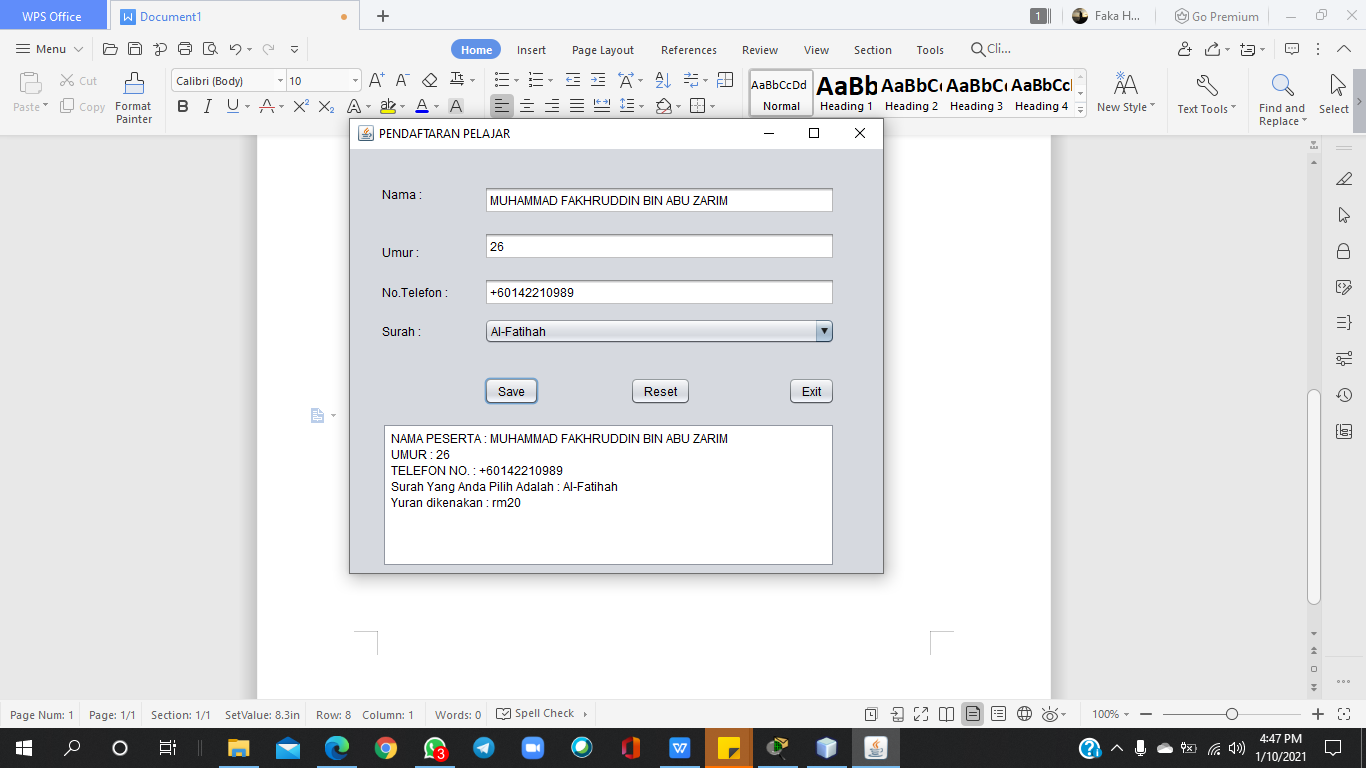 WPS Office
Document1
1
Faka H...
Go Premium
Menu
Home
Insert
Page Layout
References
Review
View
Section
Tools
Cli...
Paste
Cut
Copy
Format Painter
Calibri (Body)
10
AaBbCcDd
Normal
AaBb
Heading 1
AaBbC
Heading 2
AaBbCc
Heading 3
AaBbCcl
Heading 4
New Style
Text Tools
Find and Replace
Select
PENDAFTARAN PELAJAR
Nama :
MUHAMMAD FAKHRUDDIN BIN ABU ZARIM
Umur :
26
No.Telefon :
+60142210989
Surah :
Al-Fatihah
Save
Reset
Exit
NAMA PESERTA : MUHAMMAD FAKHRUDDIN BIN ABU ZARIM
UMUR : 26
TELEFON NO. : +60142210989
Surah Yang Anda Pilih Adalah : Al-Fatihah
Yuran dikenakan : rm20
Page Num: 1
Page: 1/1
Section: 1/1
SetValue: 8.3in
Row: 8
Column: 1
Words: 0
Spell Check
100%
3
4:47 PM
1/10/2021